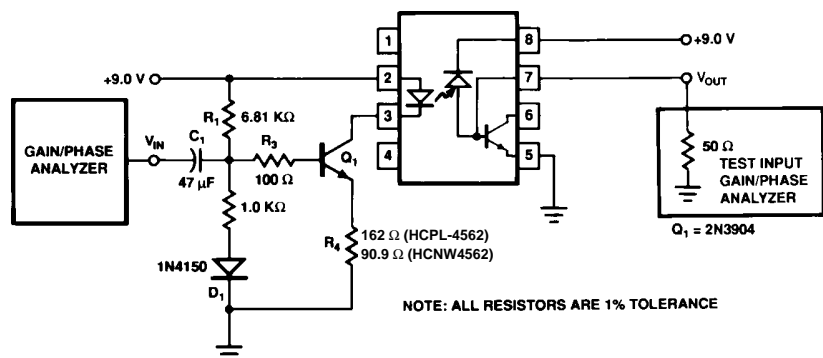 1
8
+9.0 V
+9.0 V
2
7
VOUT
R1
6.81 KΩ
3
6
GAIN/PHASE
ANALYZER
VIN
C1
47 μF
R3
100 Ω
Q1
4
5
50 Ω
TEST INPUT
GAIN/PHASE
ANALYZER
1.0 KΩ
Q1 = 2N3904
R4
162 Ω (HCPL-4562)
90.9 Ω (HCNW4562)
1N4150
D1
NOTE: ALL RESISTORS ARE 1% TOLERANCE